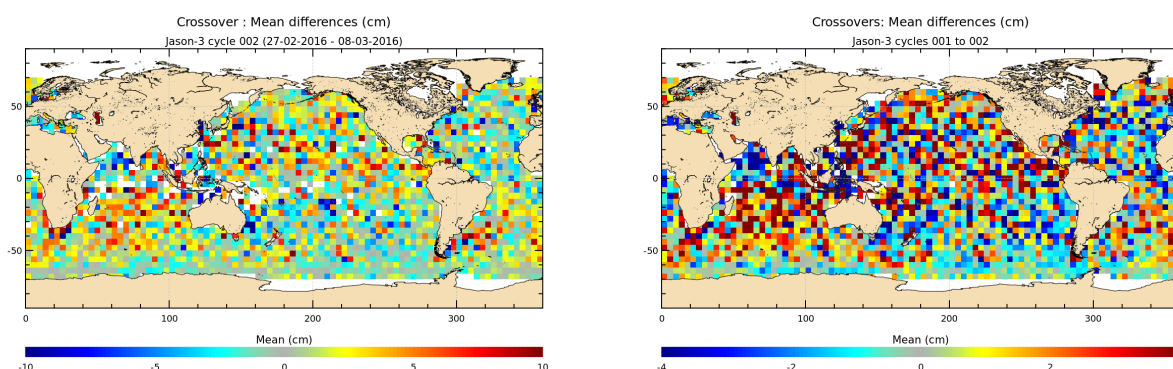 Crossover : Mean differences (cm)
Jason-3 cycle 002 (27-02-2016 - 08-03-2016)
50
0
-50
0 100 200 300
Mean (cm)
-10 -5 0 5 10
Crossovers: Mean differences (cm)
Jason-3 cycles 001 to 002
50
0
-50
0 100 200 300
Mean (cm)
-4 -2 0 2